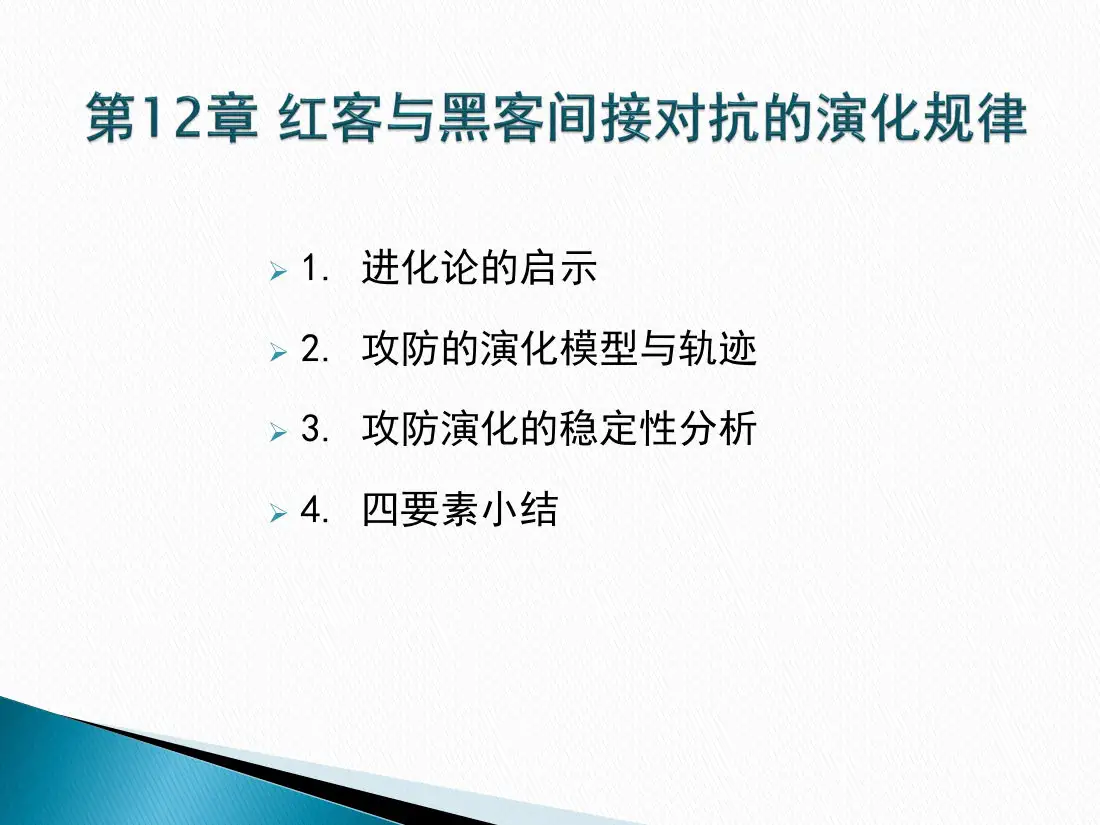 第12章 红客与黑客间接对抗的演化规律
1. 进化论的启示
2. 攻防的演化模型与轨迹
3. 攻防演化的稳定性分析
4. 四要素小结